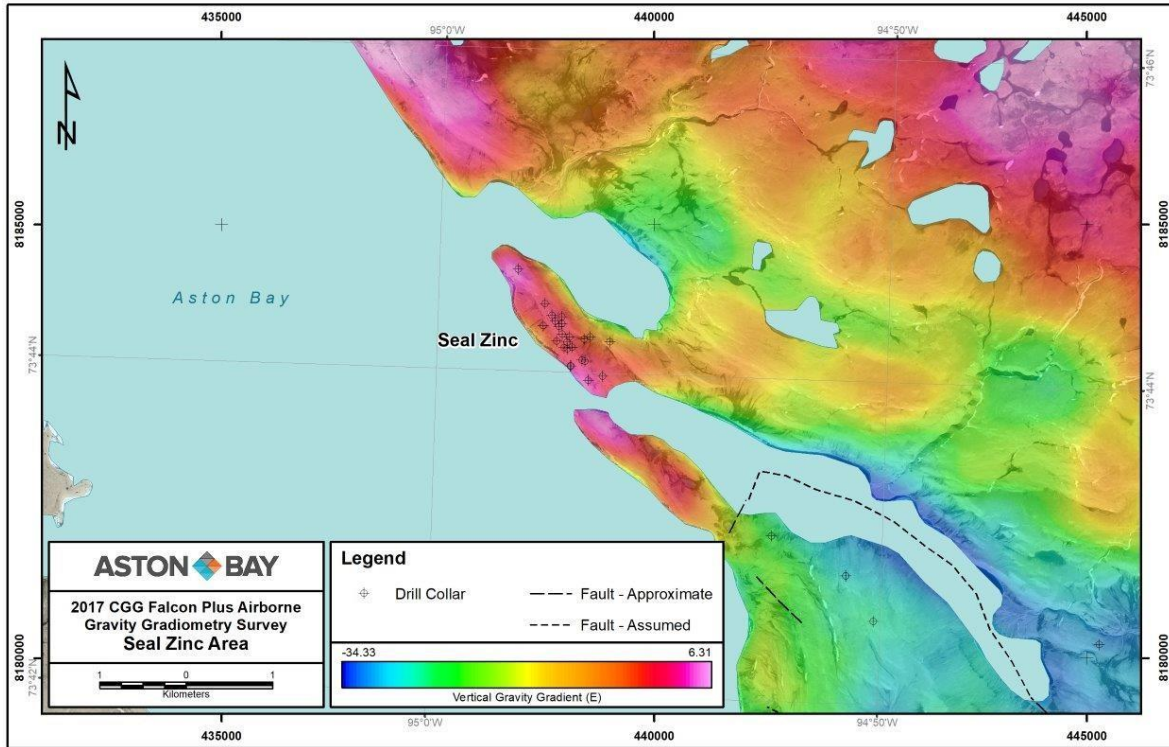 435000
440000
445000
95°0'W
94°50'W
73°46'N
N
8185000
8185000
Aston Bay
Seal Zinc
73°44'N
73°44'N
ASTON BAY
2017 CGG Falcon Plus Airborne
Gravity Gradiometry Survey
Seal Zinc Area
1 0 1
Kilometers
Legend
Drill Collar
Fault - Approximate
Fault - Assumed
-34.33 6.31
Vertical Gravity Gradient (E)
8180000
8180000
73°42'N
95°0'W
94°50'W
435000
440000
445000